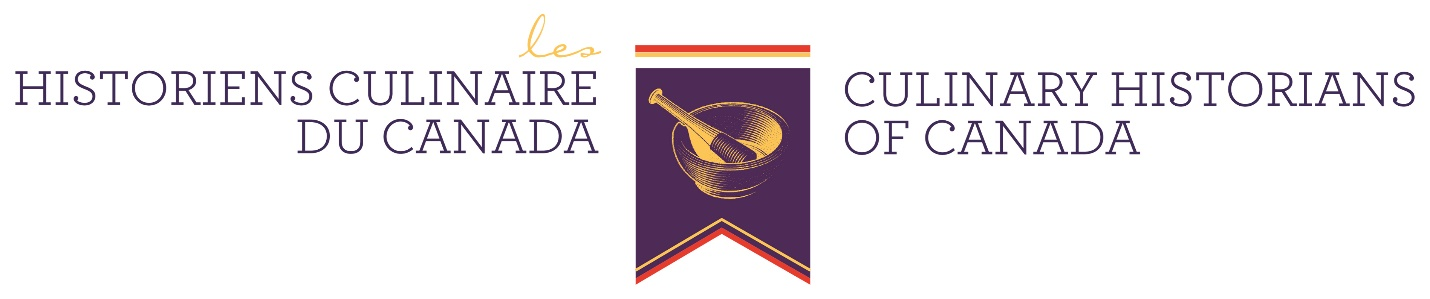 les
HISTORIENS CULINAIRE
DU CANADA
CULINARY HISTORIANS
OF CANADA